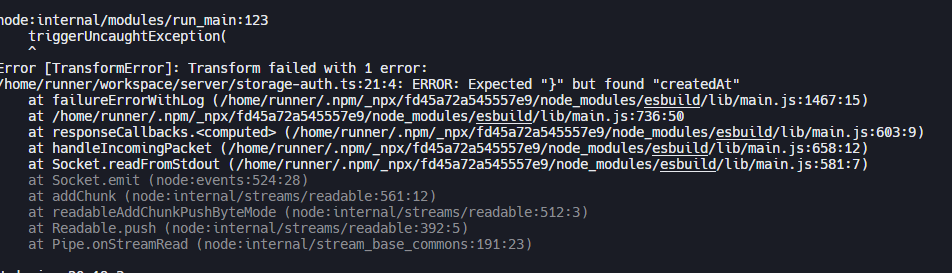 node:internal/modules/run_main:123
    triggerUncaughtException(
    ^
Error [TransformError]: Transform failed with 1 error:
/home/runner/workspace/server/storage-auth.ts:21:4: ERROR: Expected "}" but found "createdAt"
    at failureErrorWithLog (/home/runner/.npm/_npx/fd45a72a545557e9/node_modules/esbuild/lib/main.js:1467:15)
    at /home/runner/.npm/_npx/fd45a72a545557e9/node_modules/esbuild/lib/main.js:736:50
    at responseCallbacks.<computed> (/home/runner/.npm/_npx/fd45a72a545557e9/node_modules/esbuild/lib/main.js:603:9)
    at handleIncomingPacket (/home/runner/.npm/_npx/fd45a72a545557e9/node_modules/esbuild/lib/main.js:658:12)
    at Socket.readFromStdout (/home/runner/.npm/_npx/fd45a72a545557e9/node_modules/esbuild/lib/main.js:581:7)
    at Socket.emit (node:events:524:28)
    at addChunk (node:internal/streams/readable:561:12)
    at readableAddChunkPushByteMode (node:internal/streams/readable:512:3)
    at Readable.push (node:internal/streams/readable:392:5)
    at Pipe.onStreamRead (node:internal/stream_base_commons:191:23)